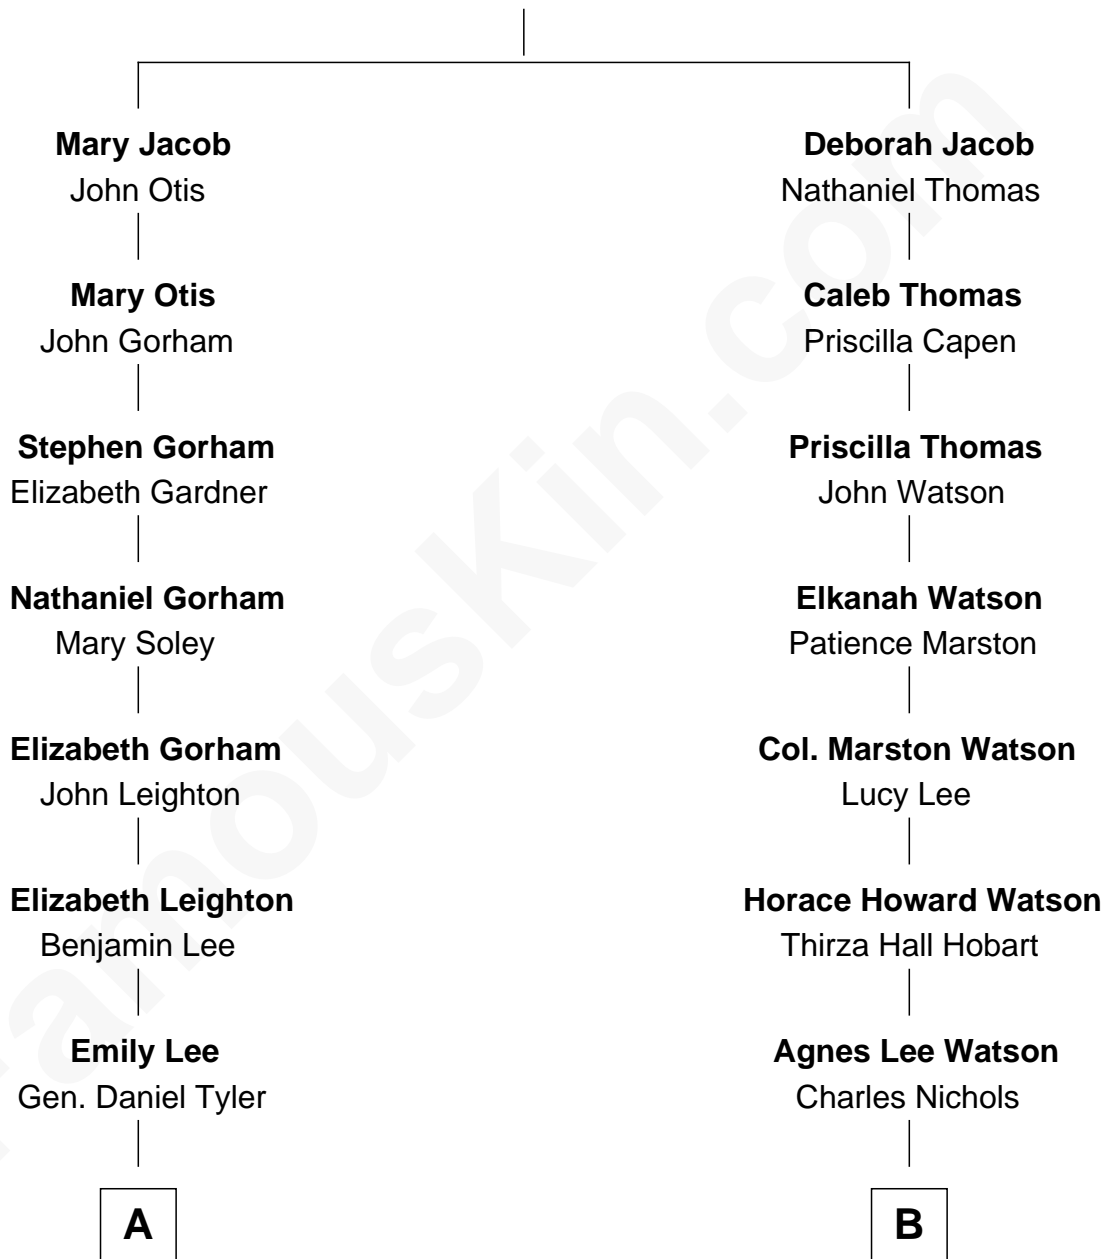 Mary Jacob
John Otis
Deborah Jacob
Nathaniel Thomas
Mary Otis
John Gorham
Caleb Thomas
Priscilla Capen
Stephen Gorham
Elizabeth Gardner
Priscilla Thomas
John Watson
Nathaniel Gorham
Mary Soley
Elkanah Watson
Patience Marston
Elizabeth Gorham
John Leighton
Col. Marston Watson
Lucy Lee
Elizabeth Leighton
Benjamin Lee
Horace Howard Watson
Thirza Hall Hobart
Emily Lee
Gen. Daniel Tyler
Agnes Lee Watson
Charles Nichols
A
B
FamousKin.com